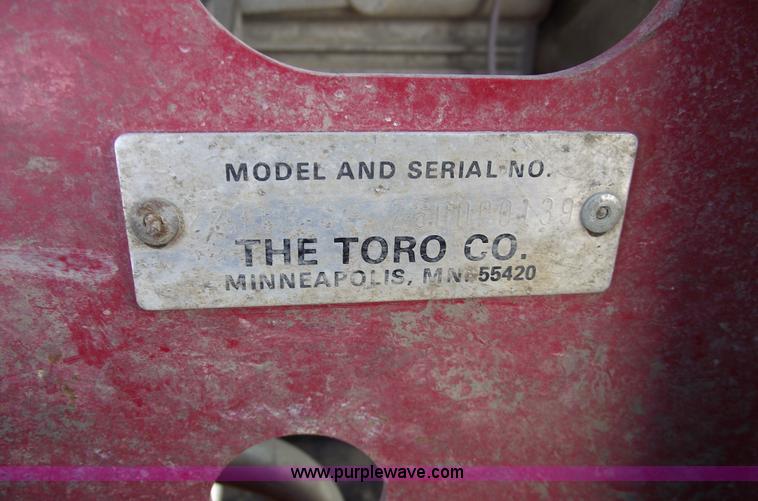 MODEL AND SERIAL NO.
THE TORO CO.
MINNEAPOLIS, MN. 55420
www.purplewave.com